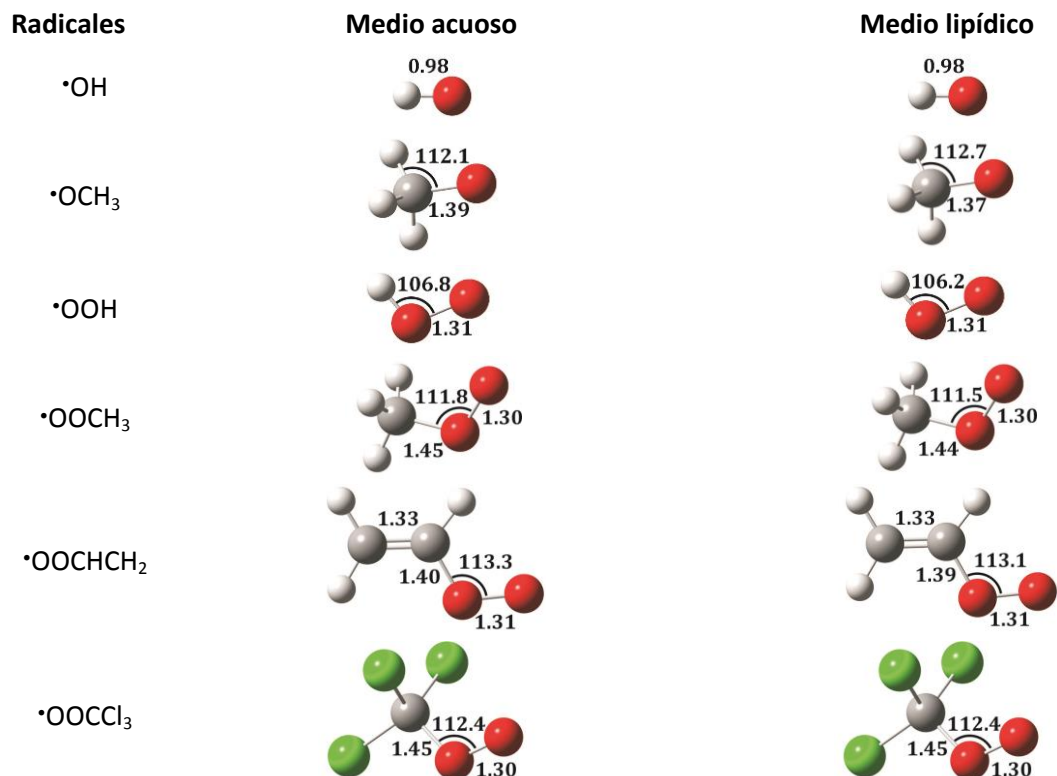 Radicales Medio acuoso Medio lipídico
•OH 0.98 0.98
•OCH₃ 112.1 1.39 112.7 1.37
•OOH 106.8 1.31 106.2 1.31
•OOCH₃ 111.8 1.30 1.45 111.5 1.30 1.44
•OOCHCH₂ 1.33 1.40 113.3 1.31 1.33 1.39 113.1 1.31
•OOCCl₃ 112.4 1.45 1.30 112.4 1.45 1.30